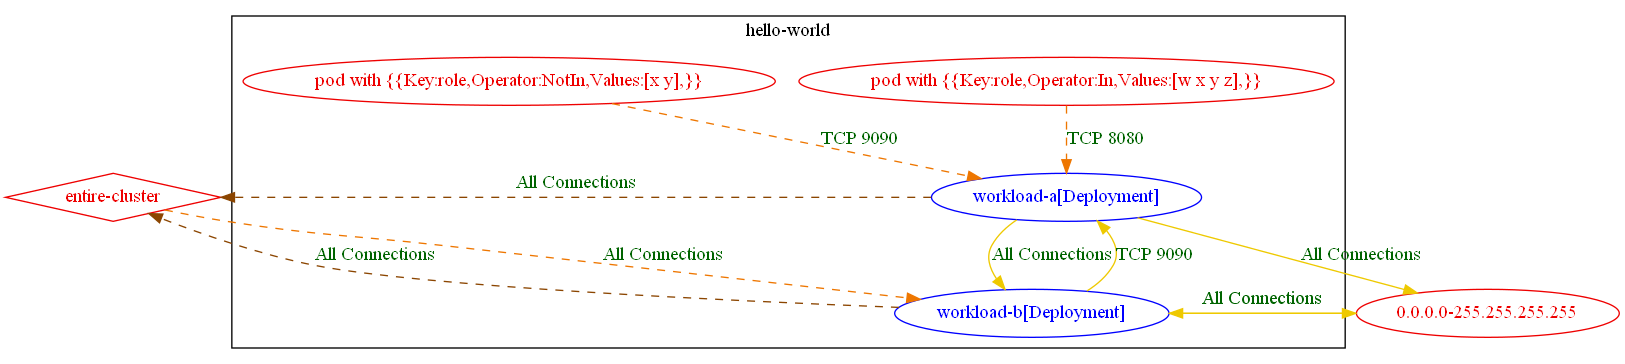 hello-world
pod with {{Key:role,Operator:NotIn,Values:[x y],}}
pod with {{Key:role,Operator:In,Values:[w x y z],}}
TCP 9090
TCP 8080
All Connections
entire-cluster
workload-a[Deployment]
All Connections
All Connections
All Connections
TCP 9090
All Connections
All Connections
workload-b[Deployment]
0.0.0.0-255.255.255.255